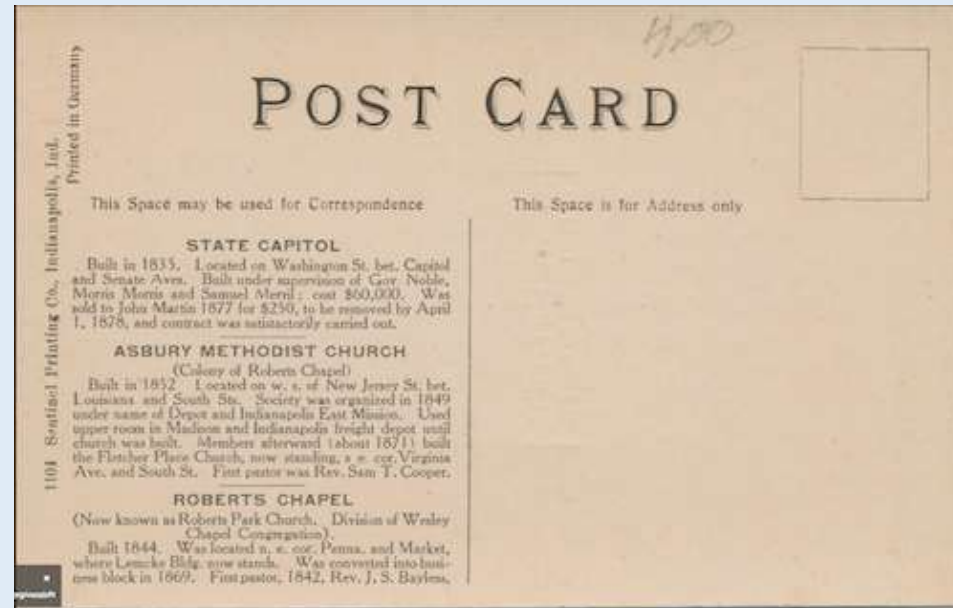 4.00
POST CARD
This Space may be used for Correspondence
This Space is for Address only
1104 Sentinel Printing Co., Indianapolis, Ind.
Printed in Germany
STATE CAPITOL
Built in 1835. Located on Washington St. bet. Capitol
and Senate Aves. Built under supervision of Gov Noble,
Morris Morris and Samuel Merril; cost $60,000. Was
sold to John Martin 1877 for $250, to be removed by April
1, 1878, and contract was satisfactorily carried out.
ASBURY METHODIST CHURCH
(Colony of Roberts Chapel)
Built in 1852 Located on w. s. of New Jersey St. bet.
Louisiana and South Sts. Society was organized in 1849
under name of Depot and Indianapolis East Mission. Used
upper room in Madison and Indianapolis freight depot until
church was built. Members afterward (about 1871) built
the Fletcher Place Church, now standing, s e. cor. Virginia
Ave. and South St. First pastor was Rev. Sam T. Cooper.
ROBERTS CHAPEL
(Now known as Roberts Park Church. Division of Wesley
Chapel Congregation).
Built 1844. Was located n. e. cor. Penna. and Market,
where Lemcke Bldg. now stands. Was converted into busi-
ness block in 1869. First pastor, 1842, Rev. J. S. Bayless,